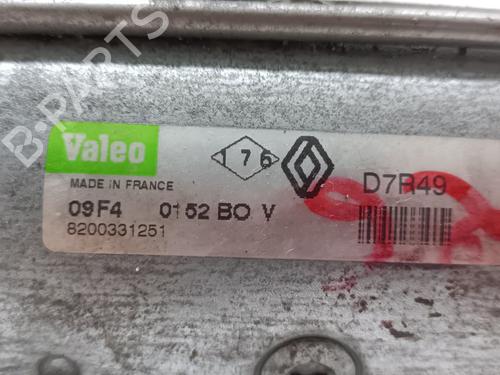 B-PARTS
Valeo
176
MADE IN FRANCE
D7R49
09F4 0152 BO V
8200331251